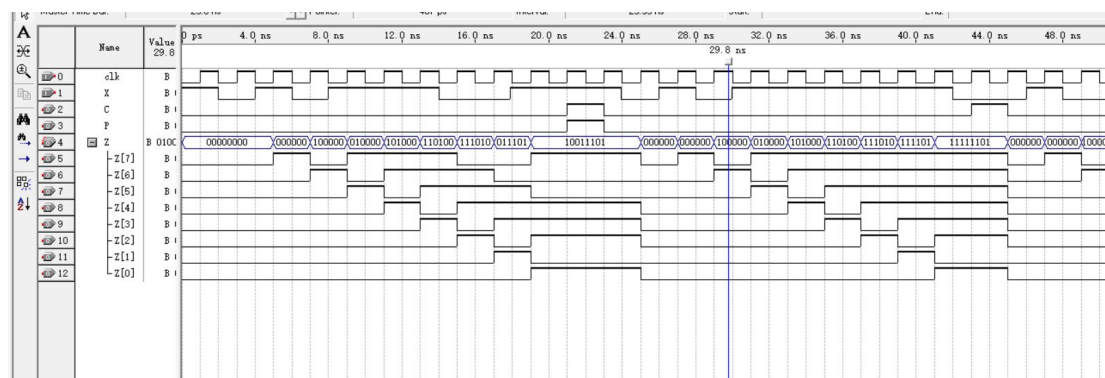 0 ps 4.0 ns 8.0 ns 12.0 ns 16.0 ns 20.0 ns 24.0 ns 28.0 ns 32.0 ns 36.0 ns 40.0 ns 44.0 ns 48.0 ns
Name Value
29.8
29.8 ns
0 clk B
1 X B
2 C B
3 P B
4 Z B 0100 00000000 000000 100000 010000 101000 110100 111010 011101 10011101 000000 000000 100000 010000 101000 110100 111010 111101 11111101 000000 000000
5 Z[7] B
6 Z[6] B
7 Z[5] B
8 Z[4] B
9 Z[3] B
10 Z[2] B
11 Z[1] B
12 Z[0] B